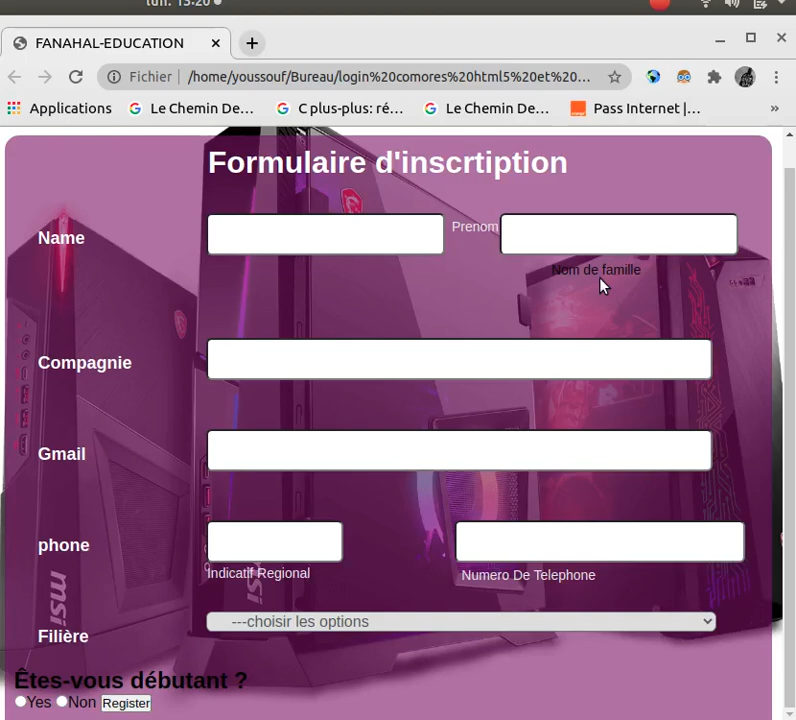 lun. 13:20
FANAHAL-EDUCATION
Fichier | /home/youssouf/Bureau/login%20comores%20html5%20et%20...
Applications Le Chemin De... C plus-plus: ré... Le Chemin De... Pass Internet |... »
Formulaire d'inscrtiption
Name Prenom
Nom de famille
Compagnie
Gmail
phone
Indicatif Regional Numero De Telephone
---choisir les options
Filière
Êtes-vous débutant ?
Yes Non Register
msi
msi